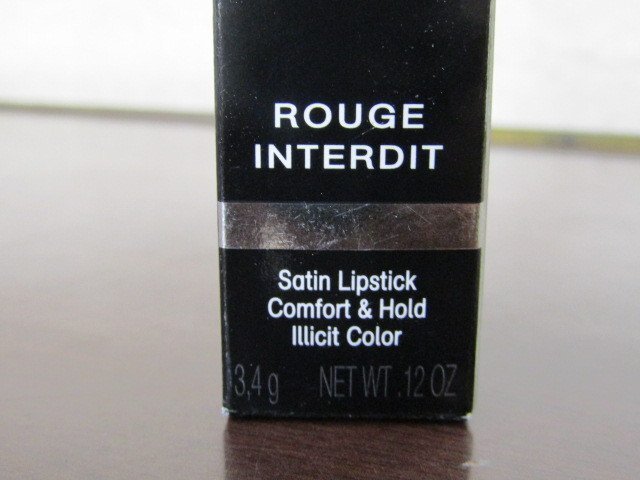 ROUGE
INTERDIT
Satin Lipstick
Comfort & Hold
Illicit Color
3,4 g NET WT .12 OZ